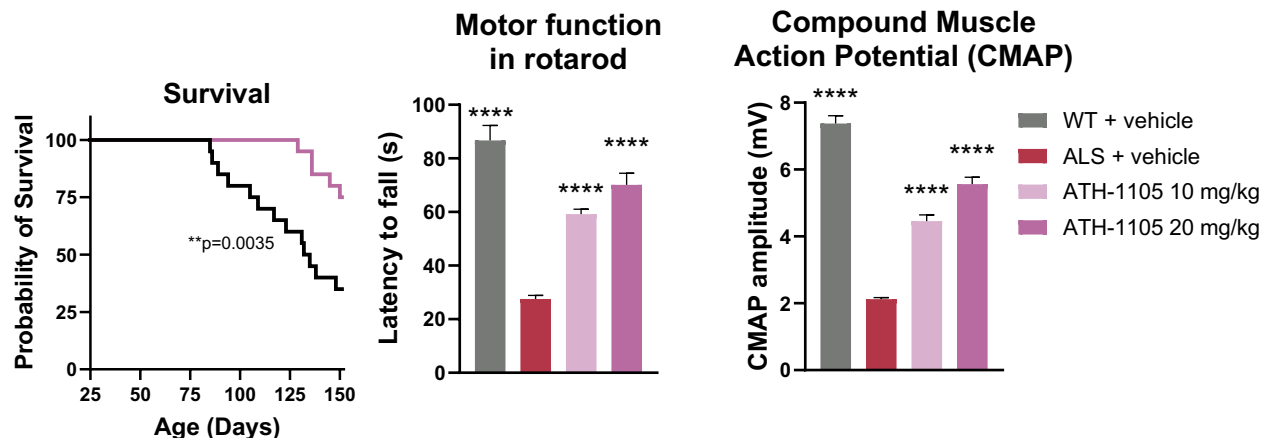 Survival
Probability of Survival
100
75
50
25
0
**p=0.0035
25 50 75 100 125 150
Age (Days)
Motor function
in rotarod
Latency to fall (s)
100
80
60
40
20
0
****
****
****
Compound Muscle
Action Potential (CMAP)
CMAP amplitude (mV)
8
6
4
2
0
****
****
****
WT + vehicle
ALS + vehicle
ATH-1105 10 mg/kg
ATH-1105 20 mg/kg